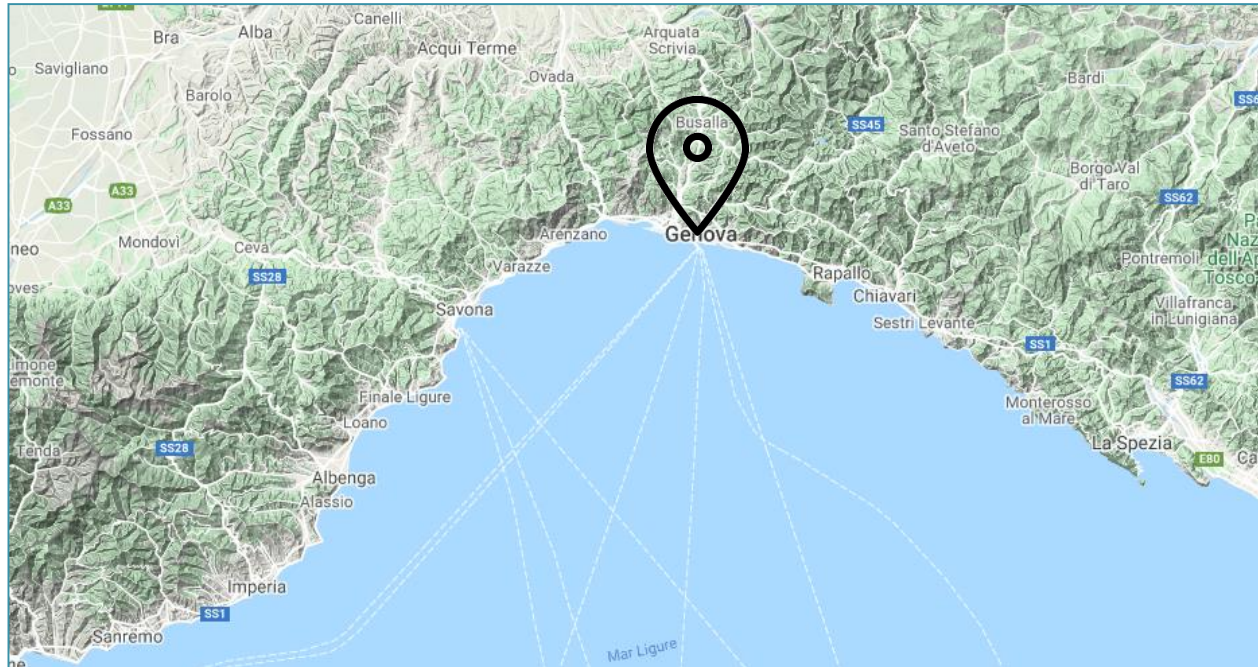 Canelli
Bra
Alba
Arquata
Scrivia
Acqui Terme
Savigliano
Ovada
Bardi
Barolo
SS6
Busalla
SS45
Fossano
Santo Stefano
d'Aveto
Borgo Val
di Taro
A33
A33
SS62
Genova
Arenzano
Mondovì
Ceva
neo
Pontremoli
Varazze
SS28
Rapallo
Chiavari
Savona
Villafranca
in Lunigiana
Sestri Levante
SS1
SS62
Finale Ligure
Monterosso
al Mare
Loano
La Spezia
Tenda
SS28
E80
Albenga
Alassio
Imperia
SS1
Sanremo
Mar Ligure